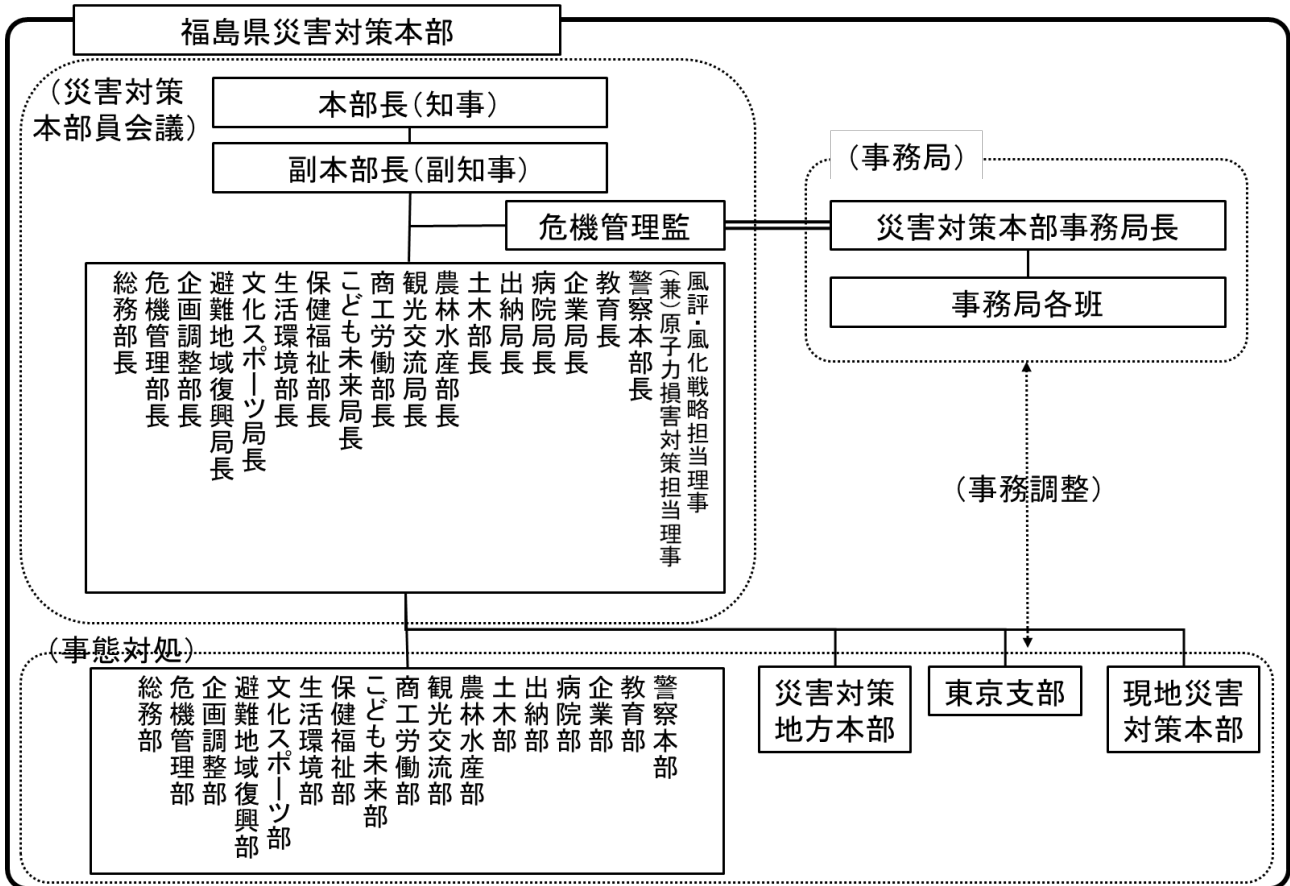 福島県災害対策本部
（災害対策
本部員会議）
本部長（知事）
副本部長（副知事）
危機管理監
（事務局）
災害対策本部事務局長
事務局各班
総務部長
危機管理部長
企画調整部長
避難地域復興局長
文化スポーツ局長
生活環境部長
保健福祉部長
こども未来局長
商工労働部長
観光交流局長
農林水産部長
土木部長
出納局長
病院局長
企業局長
教育長
警察本部長
（兼）原子力損害対策担当理事
風評・風化戦略担当理事
（事務調整）
（事態対処）
総務部
危機管理部
企画調整部
避難地域復興部
文化スポーツ部
生活環境部
保健福祉部
こども未来部
商工労働部
観光交流部
農林水産部
土木部
出納部
病院部
企業部
教育部
警察本部
災害対策
地方本部
東京支部
現地災害
対策本部